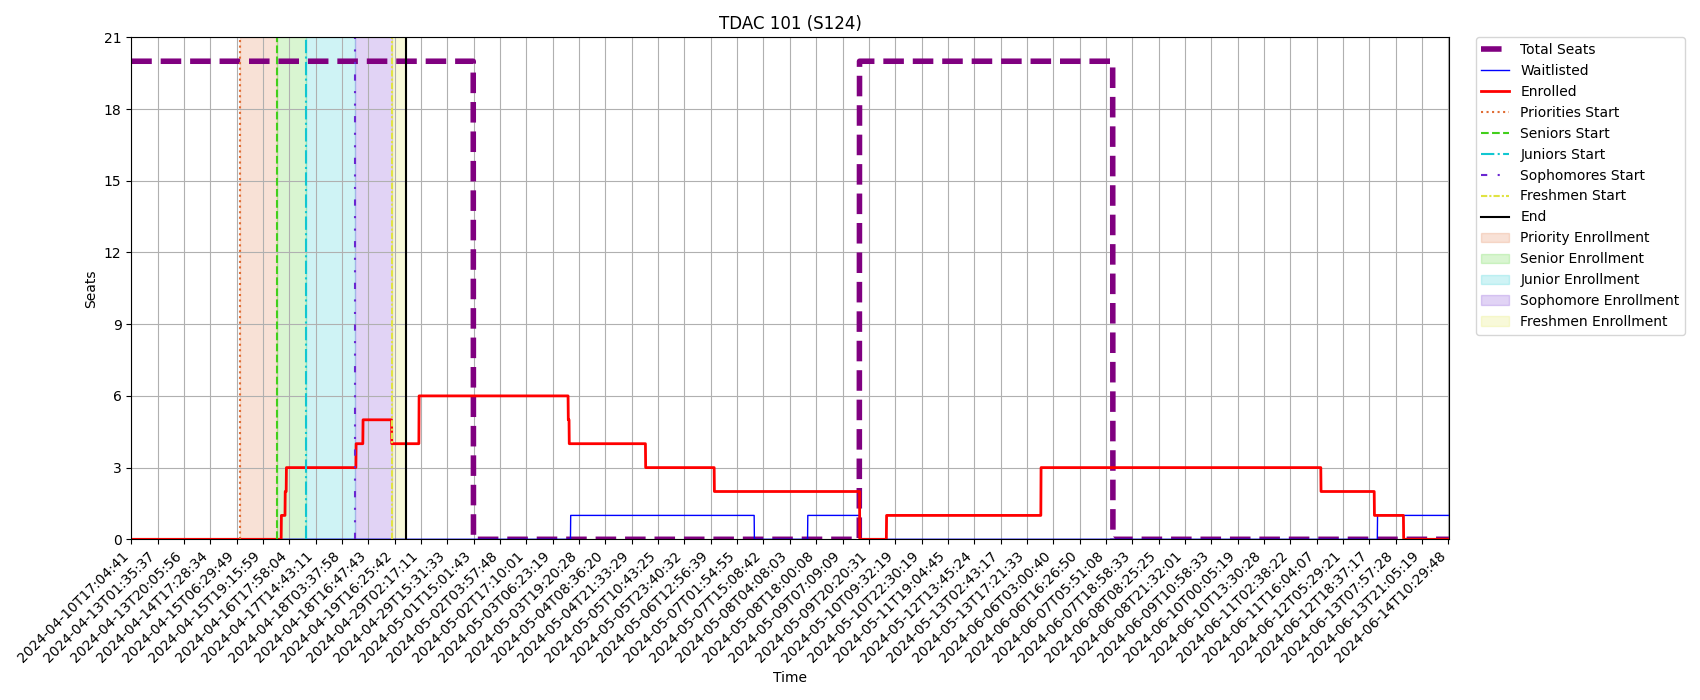 TDAC 101 (S124)
21
18
15
12
9
6
3
0
Seats
2024-04-10T17:04:41
2024-04-13T01:35:37
2024-04-13T20:05:56
2024-04-14T17:28:34
2024-04-15T06:29:49
2024-04-15T19:15:59
2024-04-16T17:58:04
2024-04-17T14:43:11
2024-04-18T03:37:58
2024-04-18T16:47:43
2024-04-19T16:25:42
2024-04-29T02:17:11
2024-04-29T15:31:33
2024-05-01T15:01:43
2024-05-02T03:57:48
2024-05-02T17:10:01
2024-05-03T06:23:19
2024-05-03T19:20:28
2024-05-04T08:36:20
2024-05-04T21:33:29
2024-05-05T10:43:25
2024-05-05T23:40:32
2024-05-06T12:56:39
2024-05-07T01:54:55
2024-05-07T15:08:42
2024-05-08T04:08:03
2024-05-08T18:00:08
2024-05-09T07:09:09
2024-05-09T20:20:31
2024-05-10T09:32:19
2024-05-10T22:30:19
2024-05-11T19:04:45
2024-05-12T13:45:24
2024-05-13T02:43:17
2024-05-13T17:21:33
2024-06-06T03:00:40
2024-06-06T16:26:50
2024-06-07T05:51:08
2024-06-07T18:58:33
2024-06-08T08:25:25
2024-06-08T21:32:01
2024-06-09T10:58:33
2024-06-10T00:05:19
2024-06-10T13:30:28
2024-06-11T02:38:22
2024-06-11T16:04:07
2024-06-12T05:29:21
2024-06-12T18:37:17
2024-06-13T07:57:28
2024-06-13T21:05:19
2024-06-14T10:29:48
Time
Total Seats
Waitlisted
Enrolled
Priorities Start
Seniors Start
Juniors Start
Sophomores Start
Freshmen Start
End
Priority Enrollment
Senior Enrollment
Junior Enrollment
Sophomore Enrollment
Freshmen Enrollment